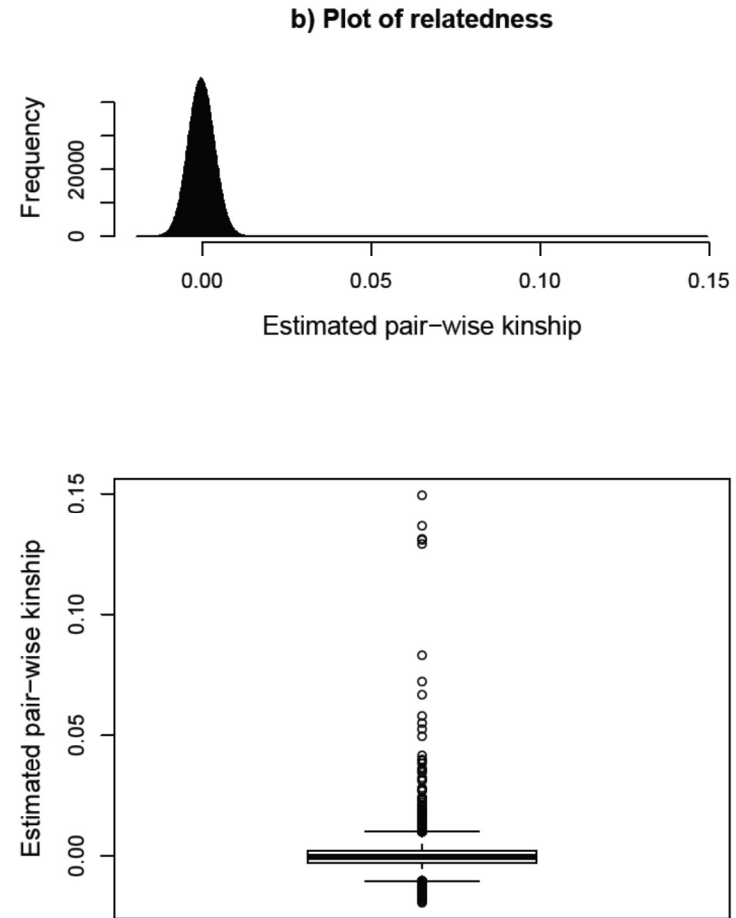 b) Plot of relatedness
Frequency
20000
0
0.00 0.05 0.10 0.15
Estimated pair−wise kinship
Estimated pair−wise kinship
0.15
0.10
0.05
0.00